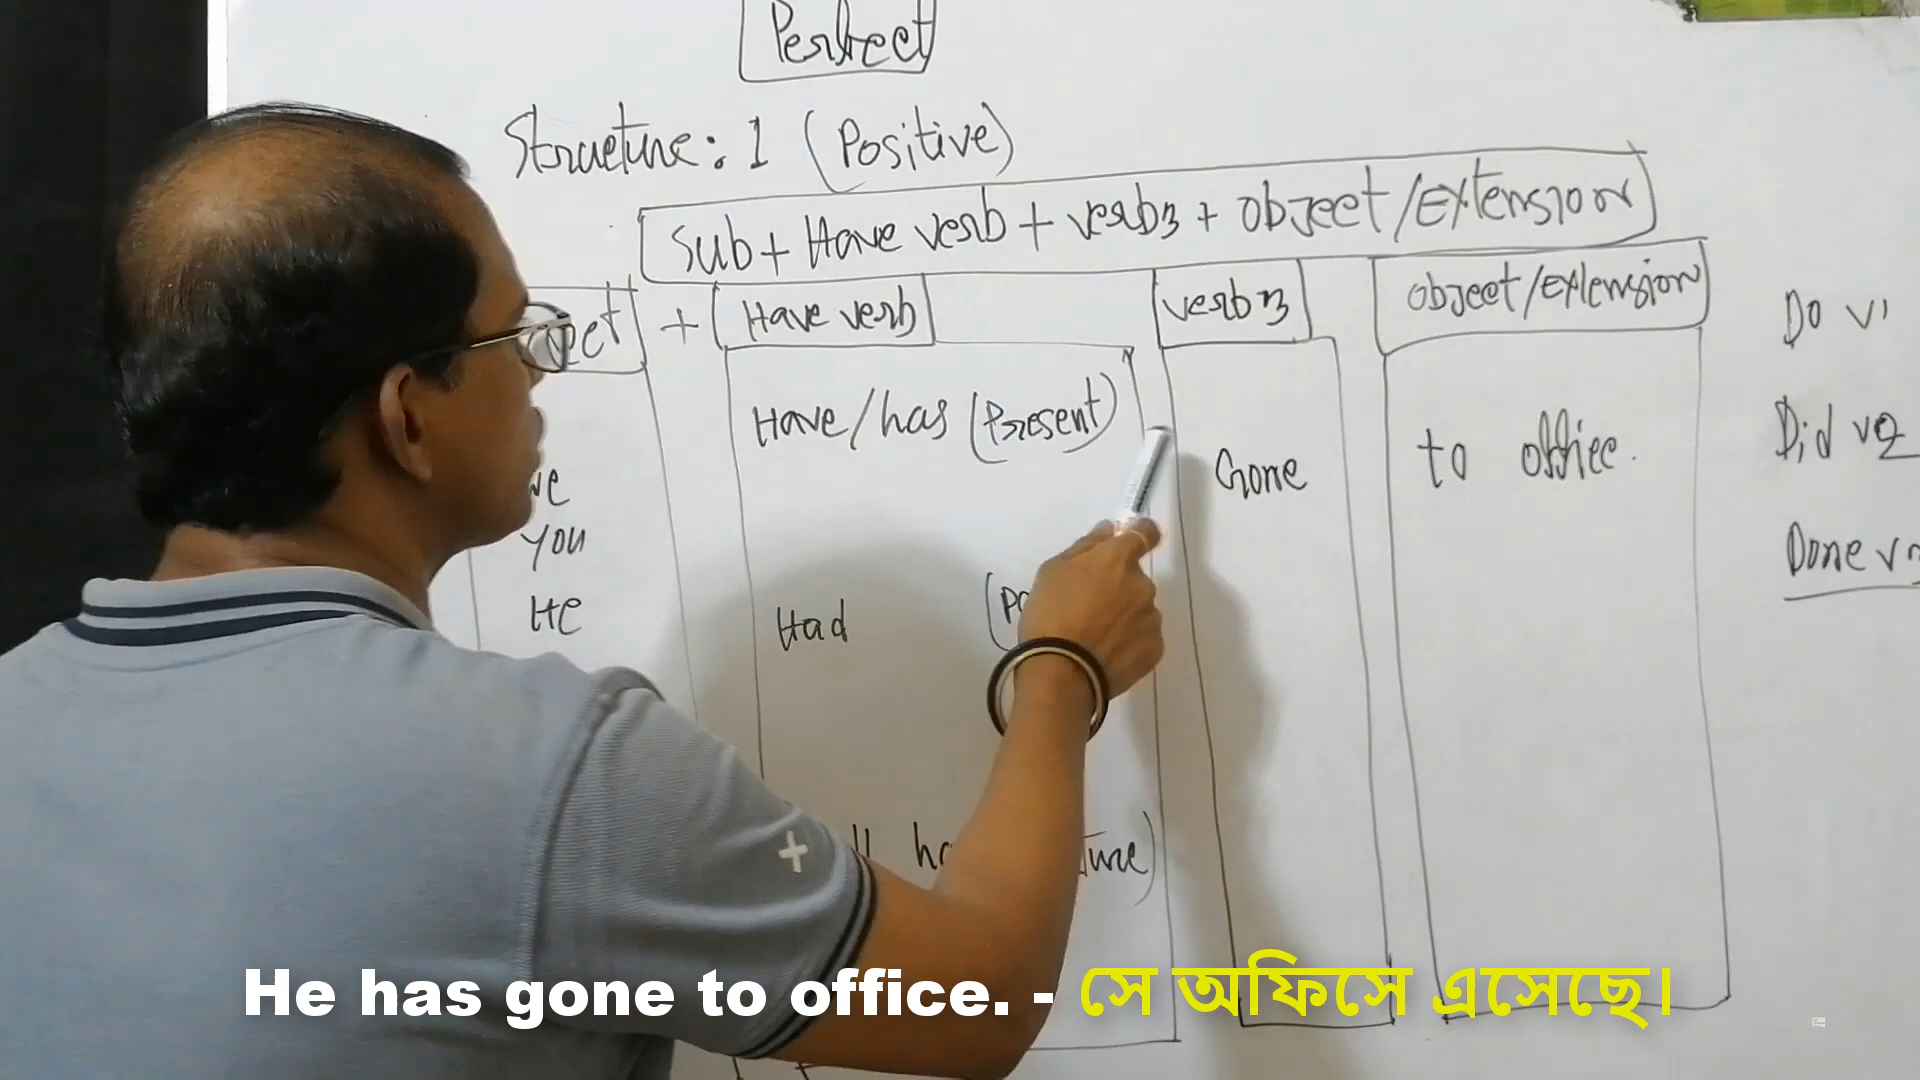 Perfect
Structure: 1 (Positive)
Sub + Have verb + verb3 + Object/Extension
+ Have verb verb3 Object/Extension
Have/has (Present) Gone to office.
You
He
Had
Do v1
Did v2
Done
He has gone to office. - সে অফিসে এসেছে।